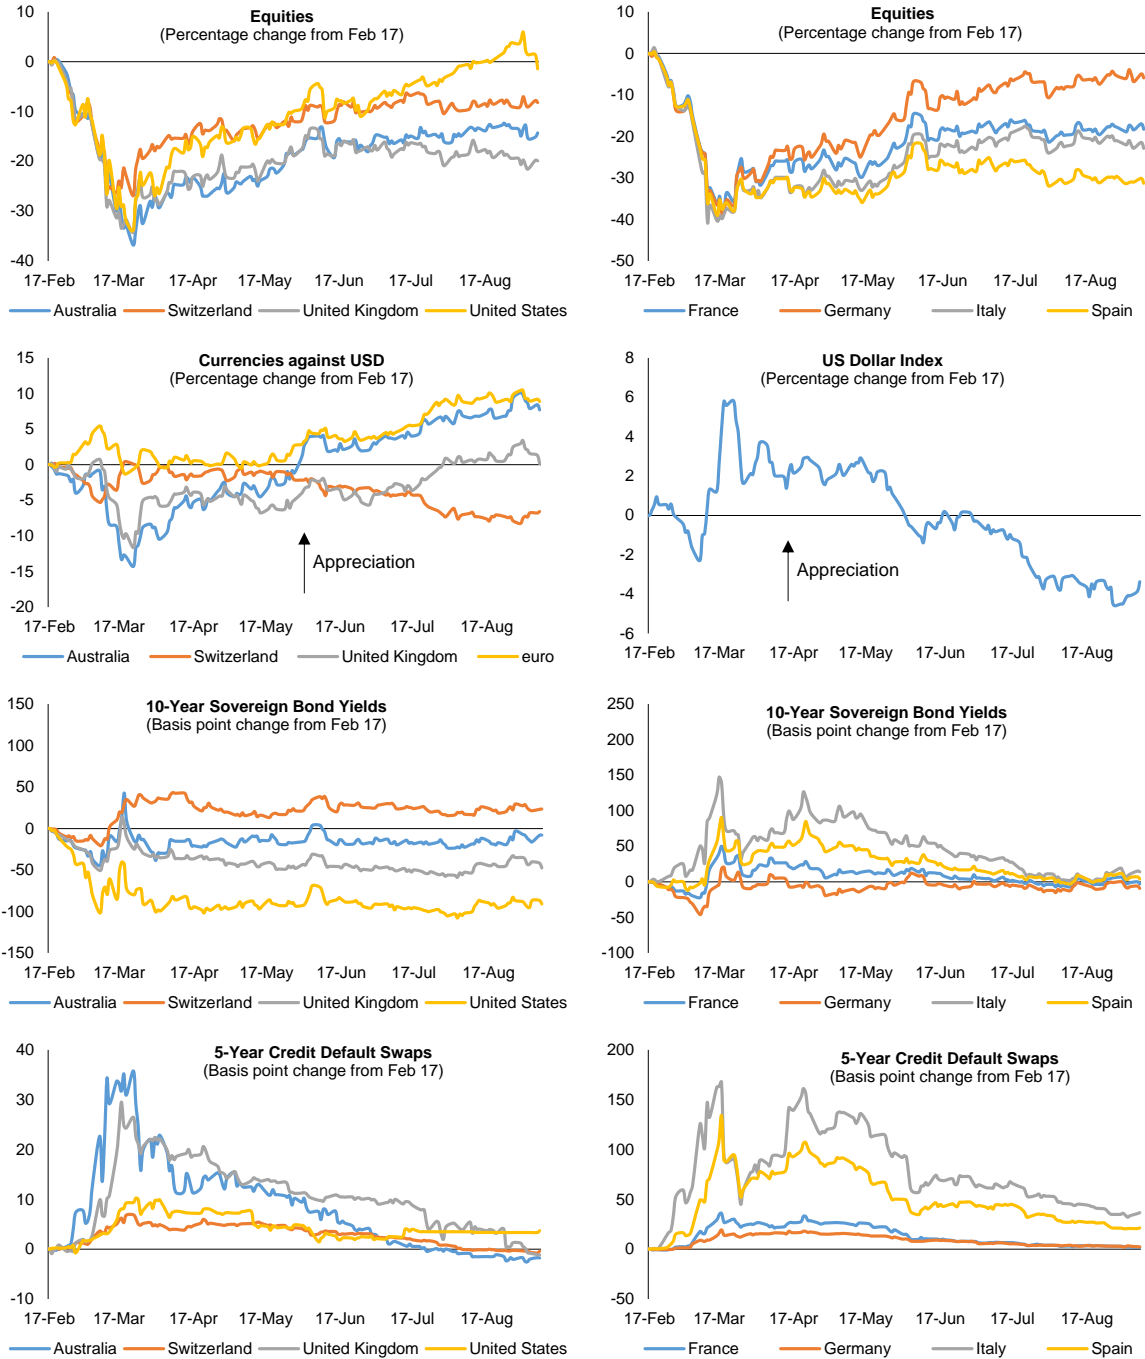 Equities
(Percentage change from Feb 17)
10
0
-10
-20
-30
-40
17-Feb 17-Mar 17-Apr 17-May 17-Jun 17-Jul 17-Aug
Australia Switzerland United Kingdom United States
Equities
(Percentage change from Feb 17)
10
0
-10
-20
-30
-40
-50
17-Feb 17-Mar 17-Apr 17-May 17-Jun 17-Jul 17-Aug
France Germany Italy Spain
Currencies against USD
(Percentage change from Feb 17)
15
10
5
0
-5
-10
-15
-20
Appreciation
17-Feb 17-Mar 17-Apr 17-May 17-Jun 17-Jul 17-Aug
Australia Switzerland United Kingdom euro
US Dollar Index
(Percentage change from Feb 17)
8
6
4
2
0
-2
-4
-6
Appreciation
17-Feb 17-Mar 17-Apr 17-May 17-Jun 17-Jul 17-Aug
10-Year Sovereign Bond Yields
(Basis point change from Feb 17)
150
100
50
0
-50
-100
-150
17-Feb 17-Mar 17-Apr 17-May 17-Jun 17-Jul 17-Aug
Australia Switzerland United Kingdom United States
10-Year Sovereign Bond Yields
(Basis point change from Feb 17)
250
200
150
100
50
0
-50
-100
17-Feb 17-Mar 17-Apr 17-May 17-Jun 17-Jul 17-Aug
France Germany Italy Spain
5-Year Credit Default Swaps
(Basis point change from Feb 17)
40
30
20
10
0
-10
17-Feb 17-Mar 17-Apr 17-May 17-Jun 17-Jul 17-Aug
Australia Switzerland United Kingdom United States
5-Year Credit Default Swaps
(Basis point change from Feb 17)
200
150
100
50
0
-50
17-Feb 17-Mar 17-Apr 17-May 17-Jun 17-Jul 17-Aug
France Germany Italy Spain